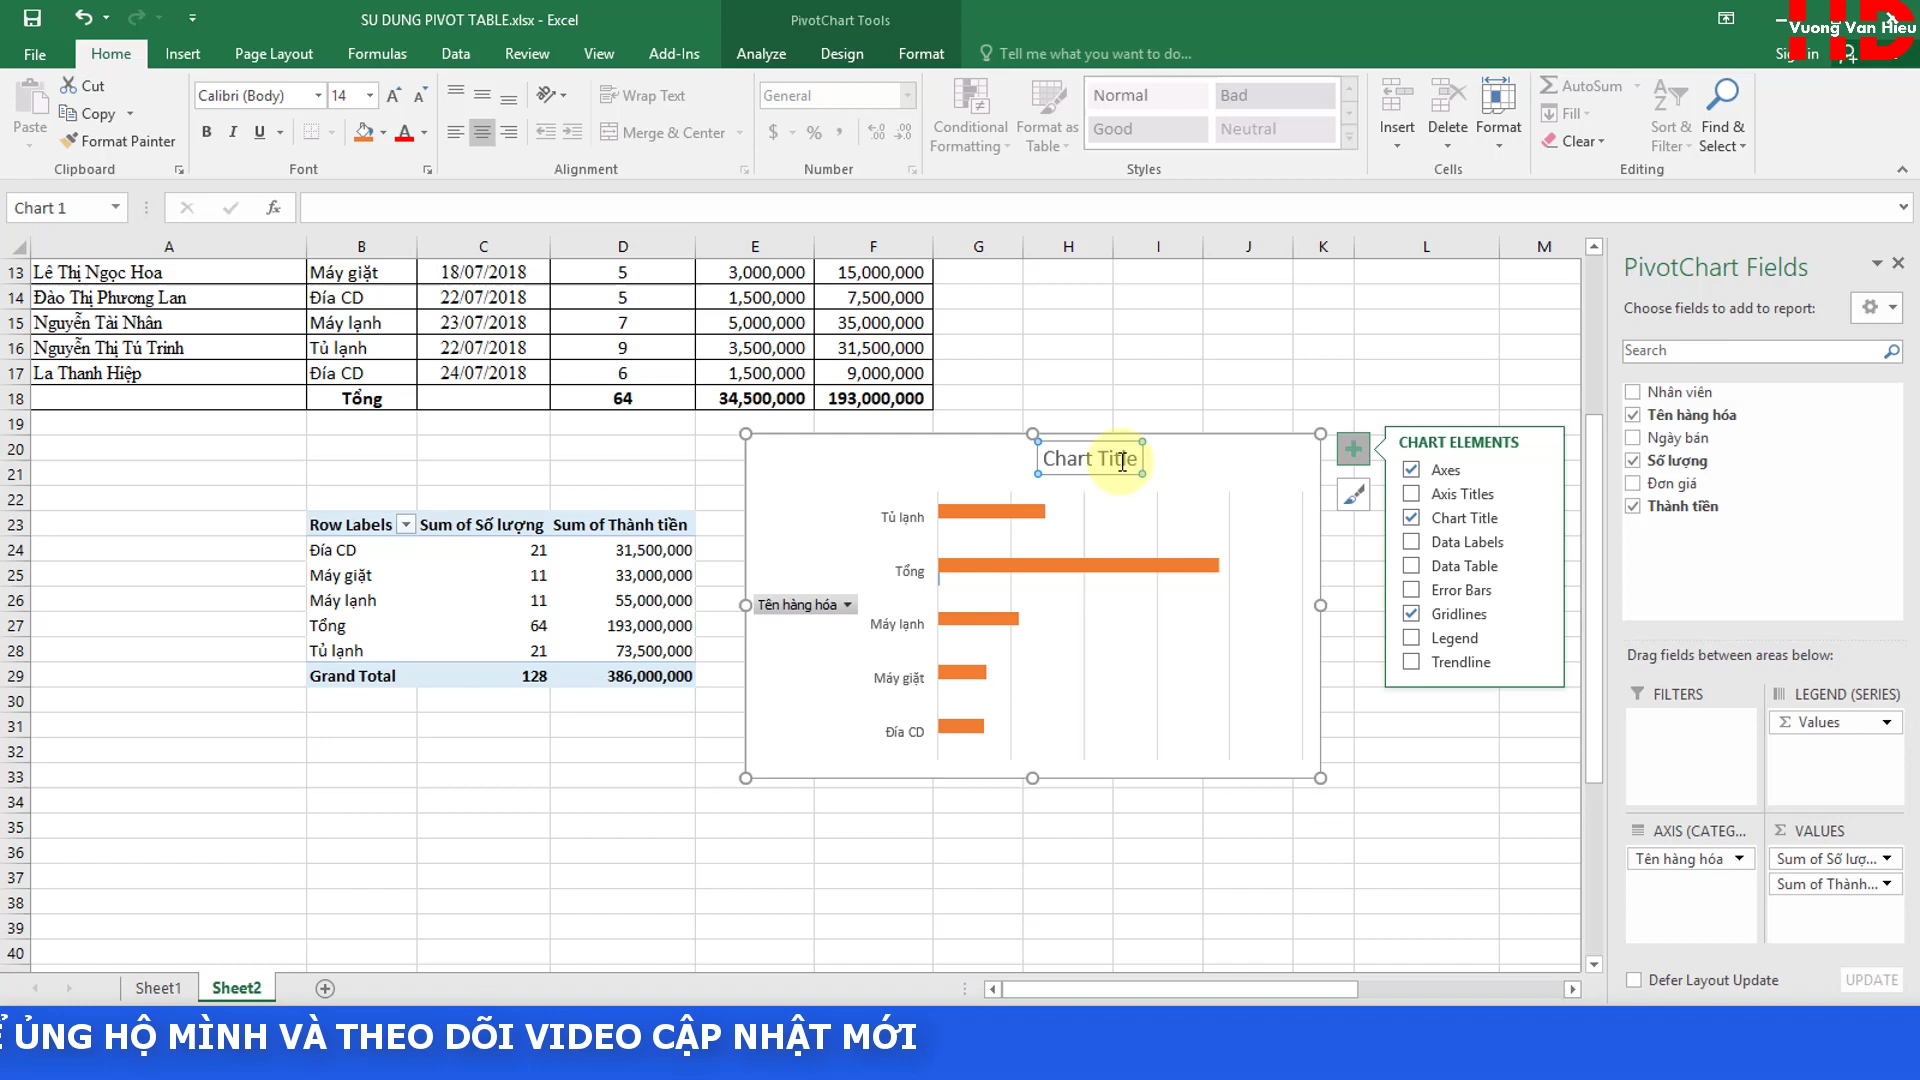 SU DUNG PIVOT TABLE.xlsx - Excel
PivotChart Tools
Vuong Van Hieu
File Home Insert Page Layout Formulas Data Review View Add-Ins Analyze Design Format Tell me what you want to do...
Paste
Cut
Copy
Format Painter
Clipboard
Calibri (Body) 14
B I U
Font
Wrap Text
Merge & Center
Alignment
General
$ %
Number
Conditional Formatting
Format as Table
Normal Bad
Good Neutral
Styles
Insert Delete Format
Cells
AutoSum
Fill
Clear
Sort & Filter
Find & Select
Editing
Chart 1
fx
A B C D E F G H I J K L M
13 Lê Thị Ngọc Hoa Máy giặt 18/07/2018 5 3,000,000 15,000,000
14 Đào Thị Phương Lan Đía CD 22/07/2018 5 1,500,000 7,500,000
15 Nguyễn Tài Nhân Máy lạnh 23/07/2018 7 5,000,000 35,000,000
16 Nguyễn Thị Tú Trinh Tủ lạnh 22/07/2018 9 3,500,000 31,500,000
17 La Thanh Hiệp Đía CD 24/07/2018 6 1,500,000 9,000,000
18 Tổng 64 34,500,000 193,000,000
19
20
21
22
23 Row Labels Sum of Số lượng Sum of Thành tiền
24 Đía CD 21 31,500,000
25 Máy giặt 11 33,000,000
26 Máy lạnh 11 55,000,000
27 Tổng 64 193,000,000
28 Tủ lạnh 21 73,500,000
29 Grand Total 128 386,000,000
30
31
32
33
34
35
36
37
38
39
40
Chart Title
Tủ lạnh
Tổng
Tên hàng hóa
Máy lạnh
Máy giặt
Đía CD
CHART ELEMENTS
Axes
Axis Titles
Chart Title
Data Labels
Data Table
Error Bars
Gridlines
Legend
Trendline
PivotChart Fields
Choose fields to add to report:
Search
Nhân viên
Tên hàng hóa
Ngày bán
Số lượng
Đơn giá
Thành tiền
Drag fields between areas below:
FILTERS
LEGEND (SERIES)
Values
AXIS (CATEG...
Tên hàng hóa
VALUES
Sum of Số lượ...
Sum of Thành...
Defer Layout Update UPDATE
Sheet1 Sheet2
ỦNG HỘ MÌNH VÀ THEO DÕI VIDEO CẬP NHẬT MỚI